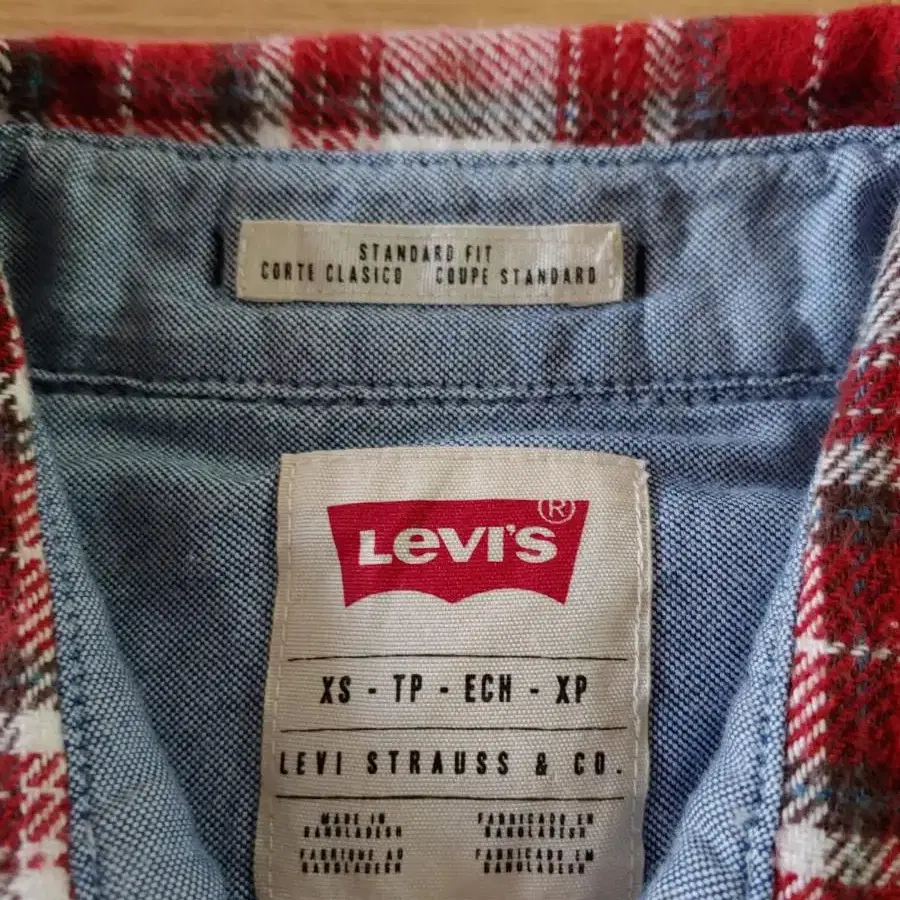 STANDARD FIT
CORTE CLASICO COUPE STANDARD
LEVI'S ®
XS - TP - ECH - XP
LEVI STRAUSS & CO.
MADE IN BANGLADESH
FABRICADO EN BANGLADESH
FABRIQUE AU BANGLADESH
FABRICADO EM BANGLADESH